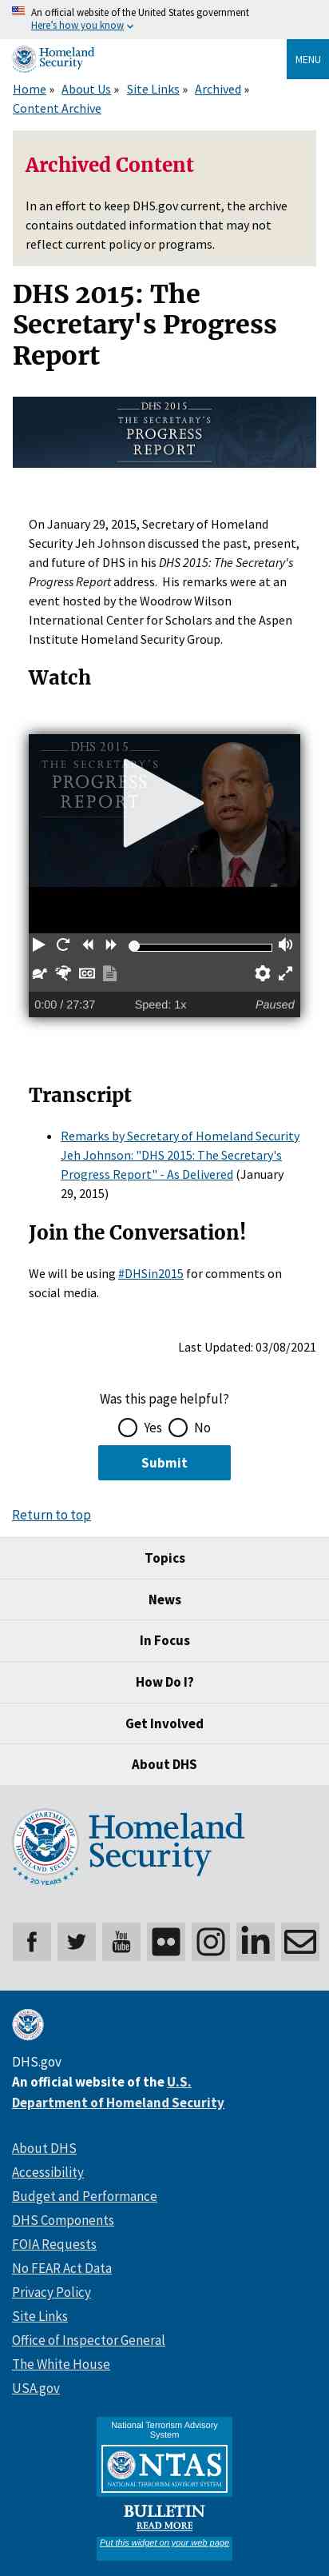 An official website of the United States government
Here's how you know
Homeland
Security
MENU
Home » About Us » Site Links » Archived »
Content Archive
Archived Content
In an effort to keep DHS.gov current, the archive
contains outdated information that may not
reflect current policy or programs.
DHS 2015: The
Secretary's Progress
Report
DHS 2015
THE SECRETARY'S
PROGRESS
REPORT
On January 29, 2015, Secretary of Homeland
Security Jeh Johnson discussed the past, present,
and future of DHS in his DHS 2015: The Secretary's
Progress Report address.  His remarks were at an
event hosted by the Woodrow Wilson
International Center for Scholars and the Aspen
Institute Homeland Security Group.
Watch
DHS 2015
THE SECRETARY'S
PROGRESS
REPORT
CC
0:00 / 27:37 Speed: 1x Paused
Transcript
Remarks by Secretary of Homeland Security
Jeh Johnson: "DHS 2015: The Secretary's
Progress Report" - As Delivered (January
29, 2015)
Join the Conversation!
We will be using #DHSin2015 for comments on
social media.
Last Updated: 03/08/2021
Was this page helpful?
Yes No
Submit
Return to top
Topics
News
In Focus
How Do I?
Get Involved
About DHS
U.S. DEPARTMENT OF HOMELAND SECURITY
20 YEARS
Homeland
Security
You
Tube
in
DHS.gov
An official website of the U.S.
Department of Homeland Security
About DHS
Accessibility
Budget and Performance
DHS Components
FOIA Requests
No FEAR Act Data
Privacy Policy
Site Links
Office of Inspector General
The White House
USA.gov
National Terrorism Advisory
System
NTAS
NATIONAL TERRORISM ADVISORY SYSTEM
BULLETIN
READ MORE
Put this widget on your web page